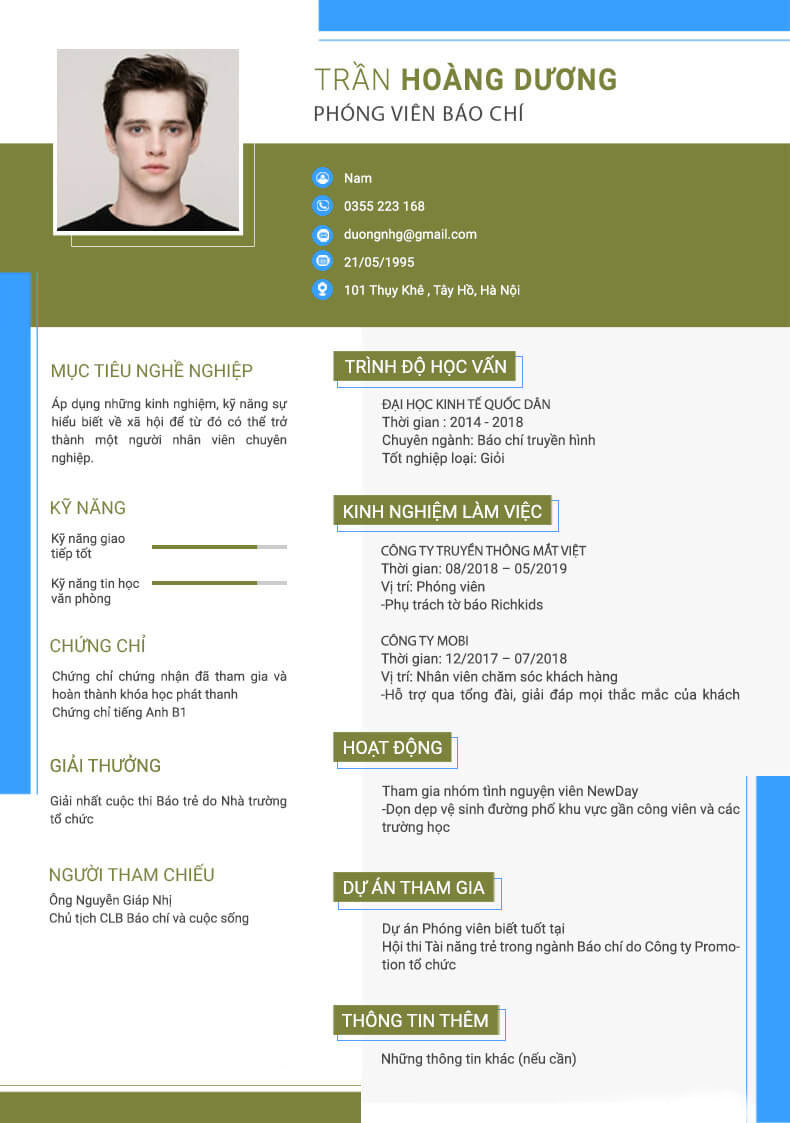 TRẦN HOÀNG DƯƠNG
PHÓNG VIÊN BÁO CHÍ
Nam
0355 223 168
duongnhg@gmail.com
21/05/1995
101 Thụy Khê , Tây Hồ, Hà Nội
MỤC TIÊU NGHỀ NGHIỆP
Áp dụng những kinh nghiệm, kỹ năng sự
hiểu biết về xã hội để từ đó có thể trở
thành một người nhân viên chuyên
nghiệp.
KỸ NĂNG
Kỹ năng giao
tiếp tốt
Kỹ năng tin học
văn phòng
CHỨNG CHỈ
Chứng chỉ chứng nhận đã tham gia và
hoàn thành khóa học phát thanh
Chứng chỉ tiếng Anh B1
GIẢI THƯỞNG
Giải nhất cuộc thi Báo trẻ do Nhà trường
tổ chức
NGƯỜI THAM CHIẾU
Ông Nguyễn Giáp Nhị
Chủ tịch CLB Báo chí và cuộc sống
TRÌNH ĐỘ HỌC VẤN
ĐẠI HỌC KINH TẾ QUỐC DÂN
Thời gian : 2014 - 2018
Chuyên ngành: Báo chí truyền hình
Tốt nghiệp loại: Giỏi
KINH NGHIỆM LÀM VIỆC
CÔNG TY TRUYỀN THÔNG MẮT VIỆT
Thời gian: 08/2018 – 05/2019
Vị trí: Phóng viên
-Phụ trách tờ báo Richkids
CÔNG TY MOBI
Thời gian: 12/2017 – 07/2018
Vị trí: Nhân viên chăm sóc khách hàng
-Hỗ trợ qua tổng đài, giải đáp mọi thắc mắc của khách
HOẠT ĐỘNG
Tham gia nhóm tình nguyện viên NewDay
-Dọn dẹp vệ sinh đường phố khu vực gần công viên và các
trường học
DỰ ÁN THAM GIA
Dự án Phóng viên biết tuốt tại
Hội thi Tài năng trẻ trong ngành Báo chí do Công ty Promo-
tion tổ chức
THÔNG TIN THÊM
Những thông tin khác (nếu cần)